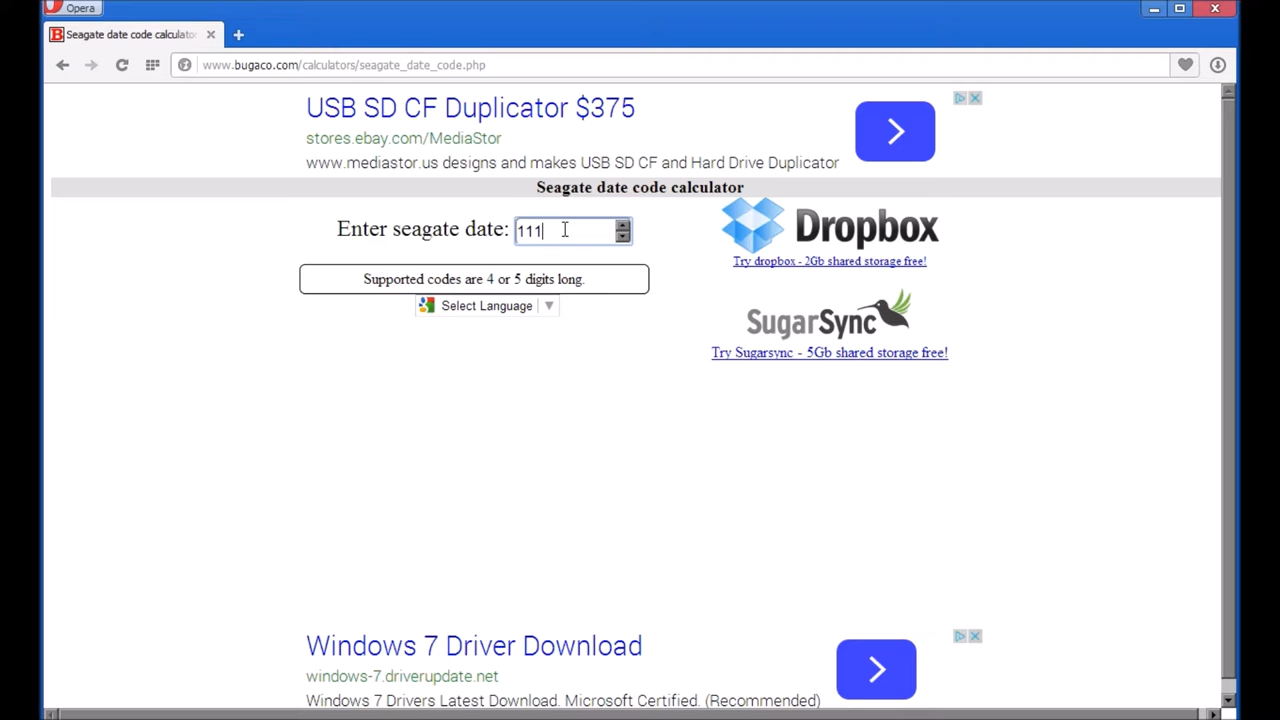 Opera
Seagate date code calculato
www.bugaco.com/calculators/seagate_date_code.php
USB SD CF Duplicator $375
stores.ebay.com/MediaStor
www.mediastor.us designs and makes USB SD CF and Hard Drive Duplicator
Seagate date code calculator
Enter seagate date: 111
Dropbox
Try dropbox - 2Gb shared storage free!
Supported codes are 4 or 5 digits long.
Select Language
SugarSync
Try Sugarsync - 5Gb shared storage free!
Windows 7 Driver Download
windows-7.driverupdate.net
Windows 7 Drivers Latest Download. Microsoft Certified. (Recommended)